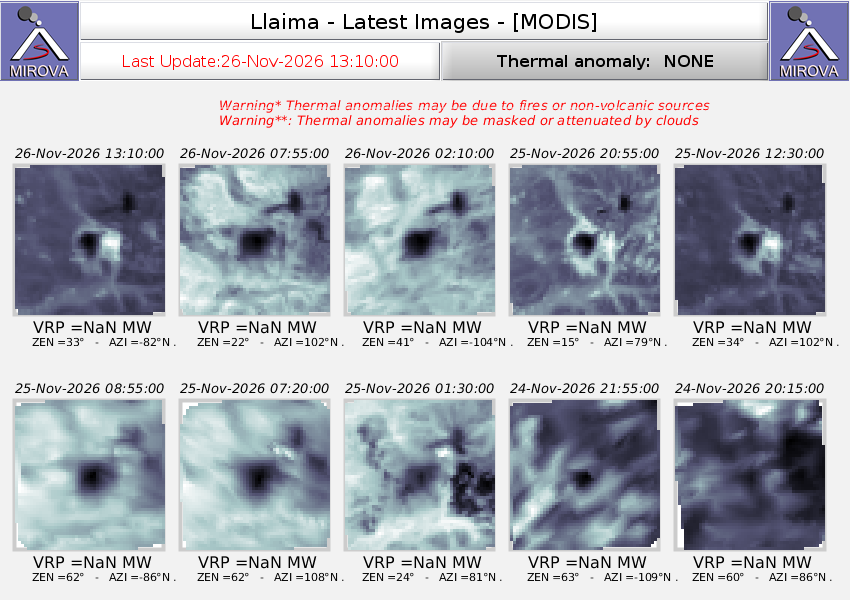 Llaima - Latest Images - [MODIS]
MIROVA
Last Update:26-Nov-2026 13:10:00
Thermal anomaly: NONE
MIROVA
Warning* Thermal anomalies may be due to fires or non-volcanic sources
Warning**: Thermal anomalies may be masked or attenuated by clouds
26-Nov-2026 13:10:00 26-Nov-2026 07:55:00 26-Nov-2026 02:10:00 25-Nov-2026 20:55:00 25-Nov-2026 12:30:00
VRP =NaN MW VRP =NaN MW VRP =NaN MW VRP =NaN MW VRP =NaN MW
ZEN =33° - AZI =-82°N . ZEN =22° - AZI =102°N . ZEN =41° - AZI =-104°N . ZEN =15° - AZI =79°N . ZEN =34° - AZI =102°N .
25-Nov-2026 08:55:00 25-Nov-2026 07:20:00 25-Nov-2026 01:30:00 24-Nov-2026 21:55:00 24-Nov-2026 20:15:00
VRP =NaN MW VRP =NaN MW VRP =NaN MW VRP =NaN MW VRP =NaN MW
ZEN =62° - AZI =-86°N . ZEN =62° - AZI =108°N . ZEN =24° - AZI =81°N . ZEN =63° - AZI =-109°N . ZEN =60° - AZI =86°N .